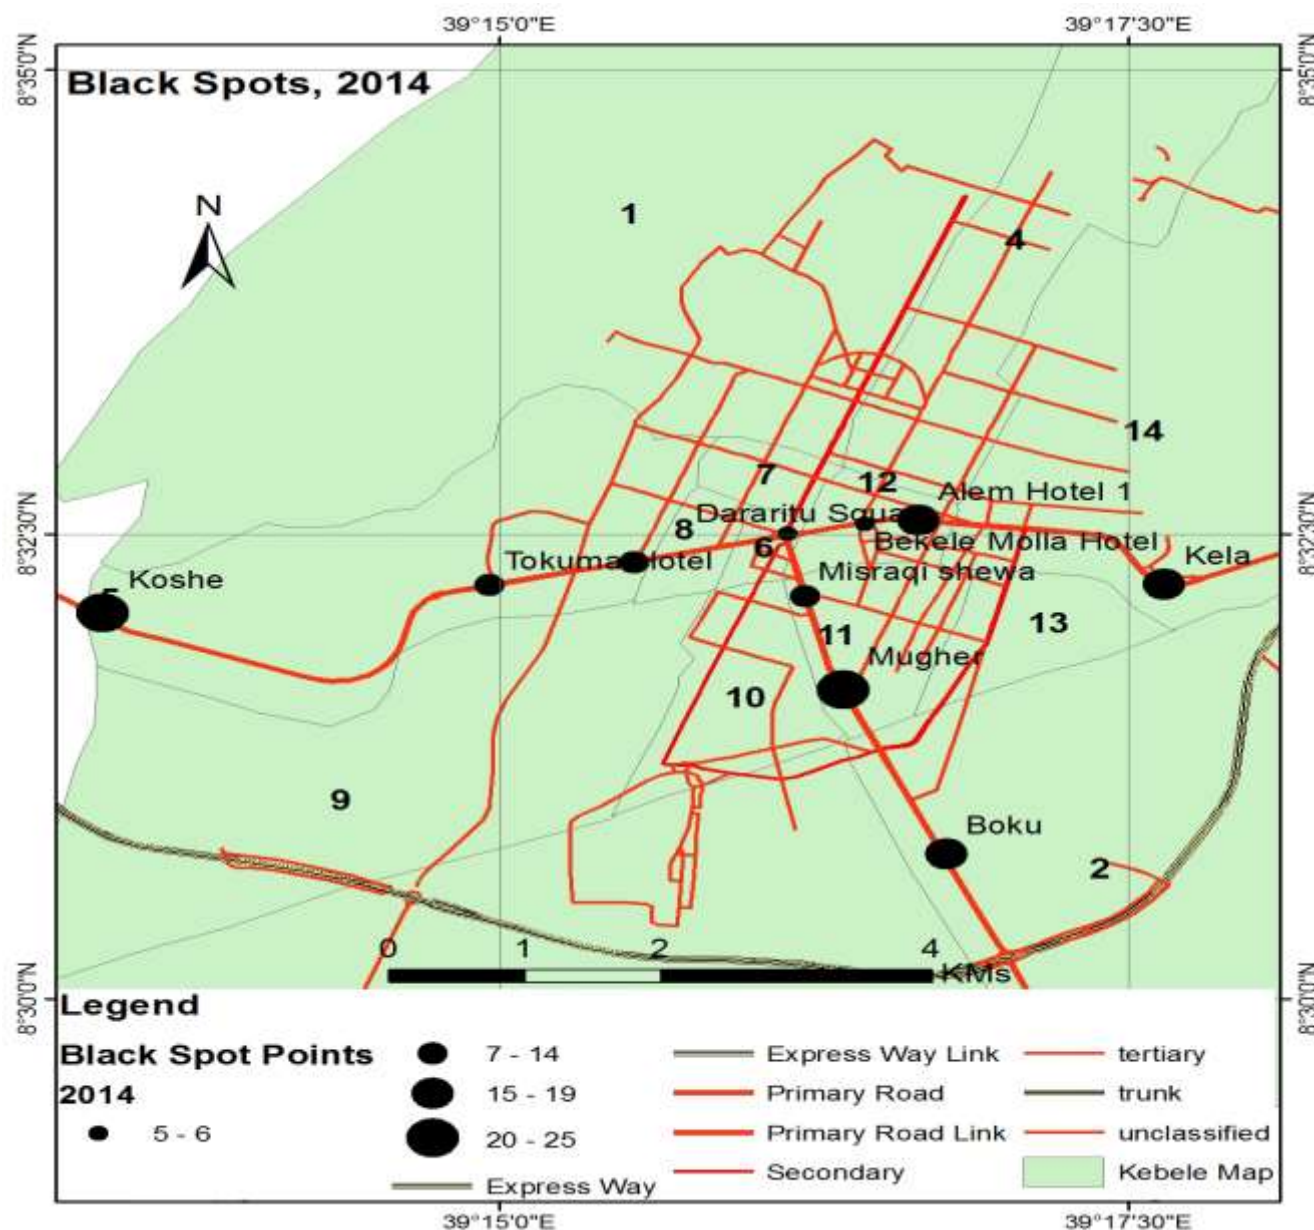 39°15'0"E
39°17'30"E
8°35'0"N
8°35'0"N
Black Spots, 2014
N
1
4
14
7
12
Alem Hotel 1
8
Dararitu Squa
8°32'30"N
8°32'30"N
6
Bekele Molla Hotel
Tokuma Hotel
Kela
Koshe
5
Misraqi shewa
13
11
Mugher
10
9
Boku
2
0 1 2 4
KMs
8°30'0"N
8°30'0"N
Legend
Black Spot Points
2014
5 - 6
7 - 14
15 - 19
20 - 25
Express Way
Express Way Link
Primary Road
Primary Road Link
Secondary
tertiary
trunk
unclassified
Kebele Map
39°15'0"E
39°17'30"E